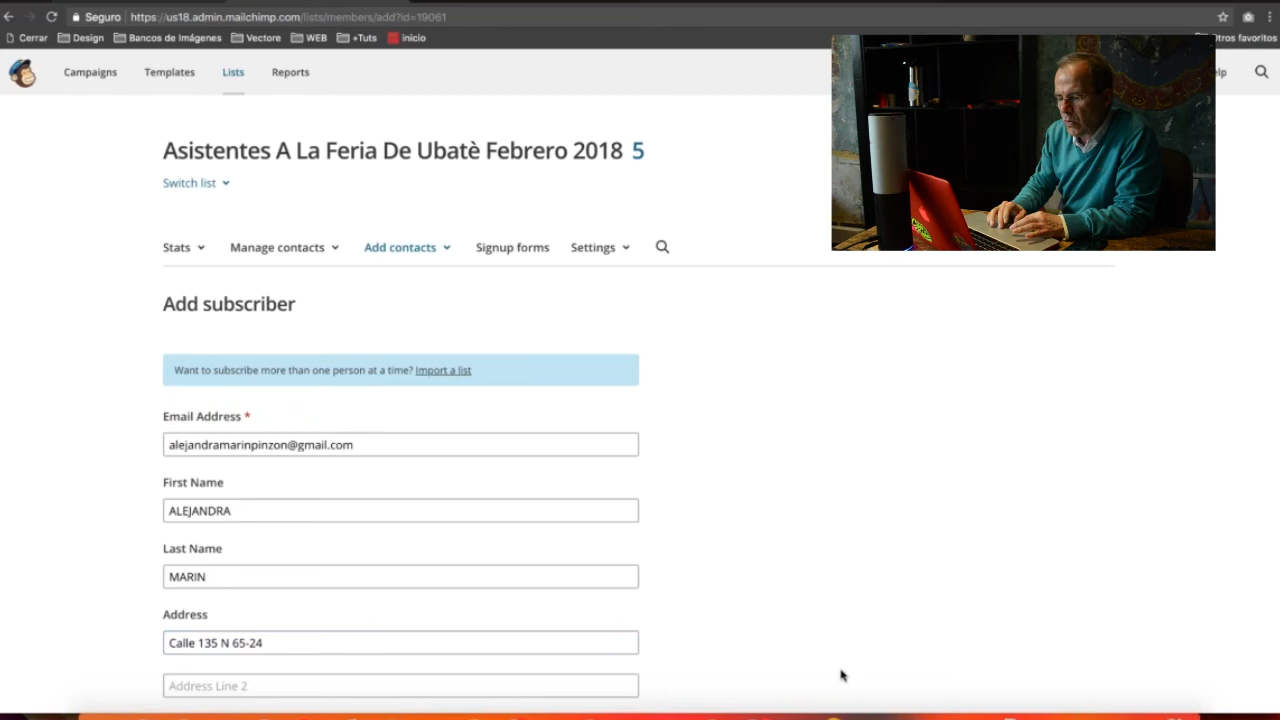 Seguro https://us18.admin.mailchimp.com/lists/members/add?id=19061
Cerrar Design Bancos de Imágenes Vectore WEB +Tuts Inicio tros favoritos
Campaigns Templates Lists Reports lp
Asistentes A La Feria De Ubatè Febrero 2018 5
Switch list
Stats Manage contacts Add contacts Signup forms Settings
Add subscriber
Want to subscribe more than one person at a time? Import a list
Email Address *
alejandramarinpinzon@gmail.com
First Name
ALEJANDRA
Last Name
MARIN
Address
Calle 135 N 65-24
Address Line 2